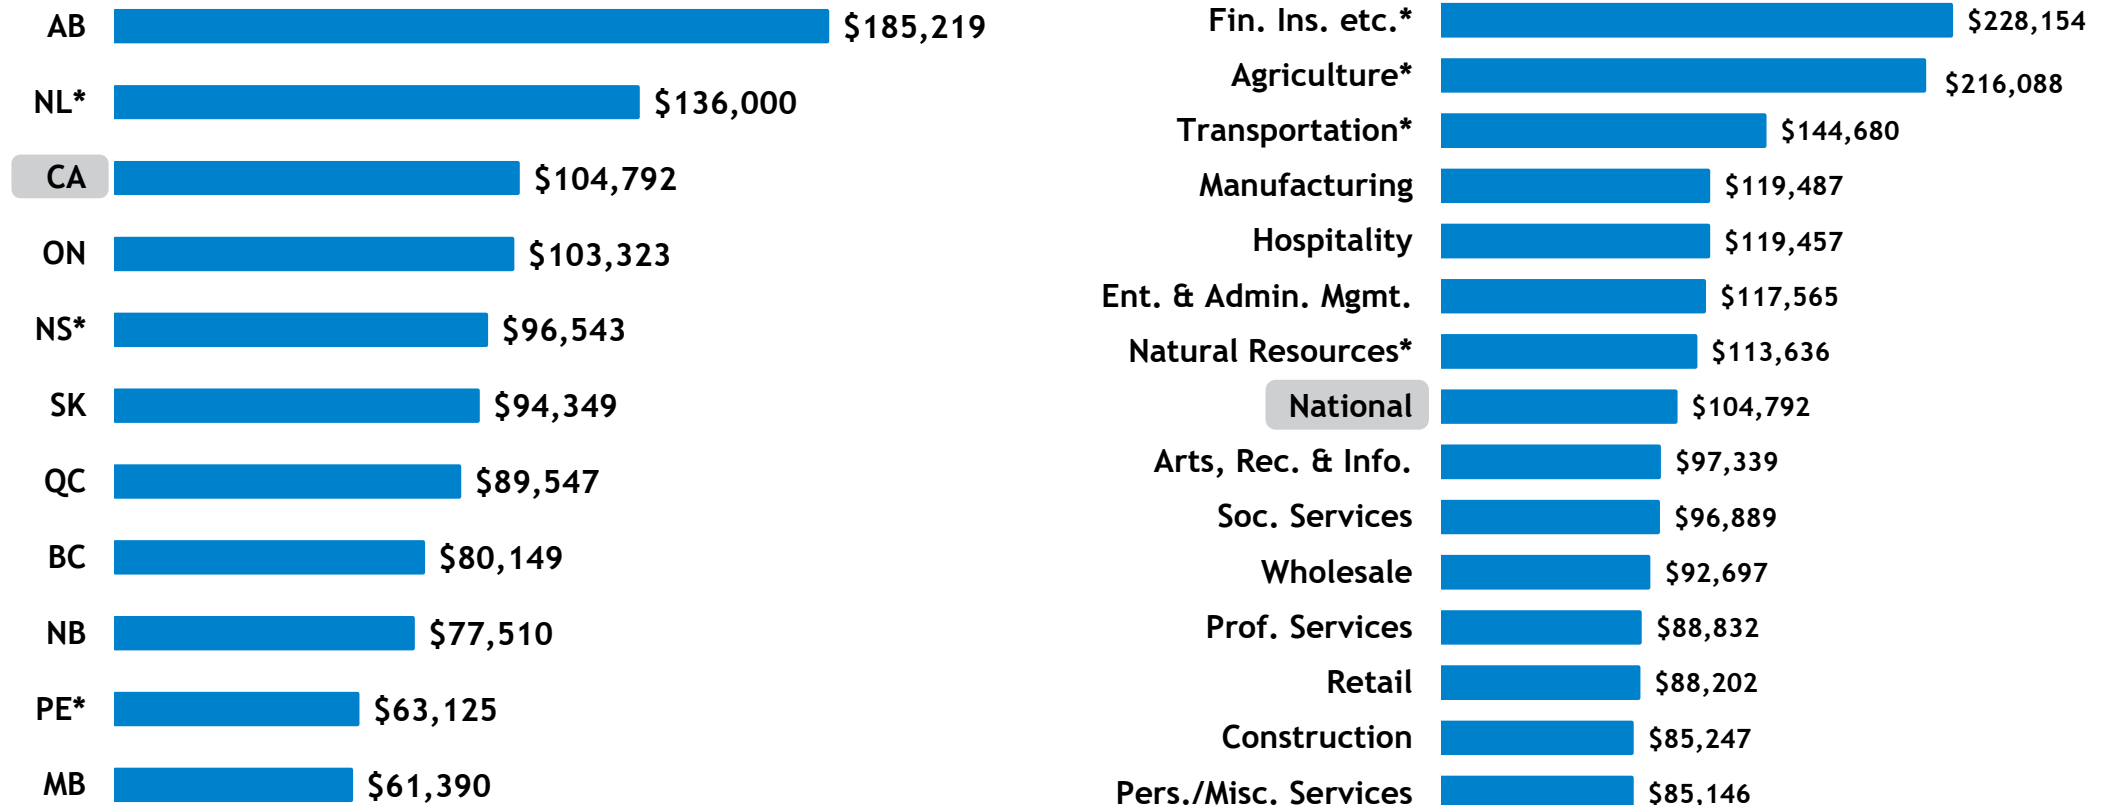 AB $185,219
NL* $136,000
CA $104,792
ON $103,323
NS* $96,543
SK $94,349
QC $89,547
BC $80,149
NB $77,510
PE* $63,125
MB $61,390
Fin. Ins. etc.* $228,154
Agriculture* $216,088
Transportation* $144,680
Manufacturing $119,487
Hospitality $119,457
Ent. & Admin. Mgmt. $117,565
Natural Resources* $113,636
National $104,792
Arts, Rec. & Info. $97,339
Soc. Services $96,889
Wholesale $92,697
Prof. Services $88,832
Retail $88,202
Construction $85,247
Pers./Misc. Services $85,146